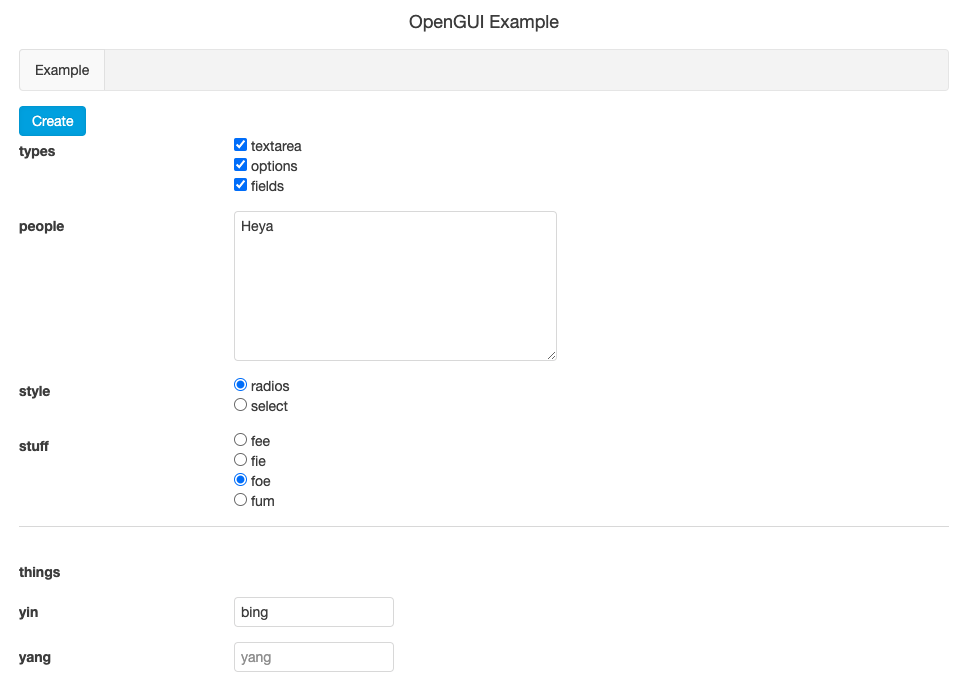 OpenGUI Example
Example
Create
types
textarea
options
fields
people
Heya
style
radios
select
stuff
fee
fie
foe
fum
things
yin
bing
yang
yang